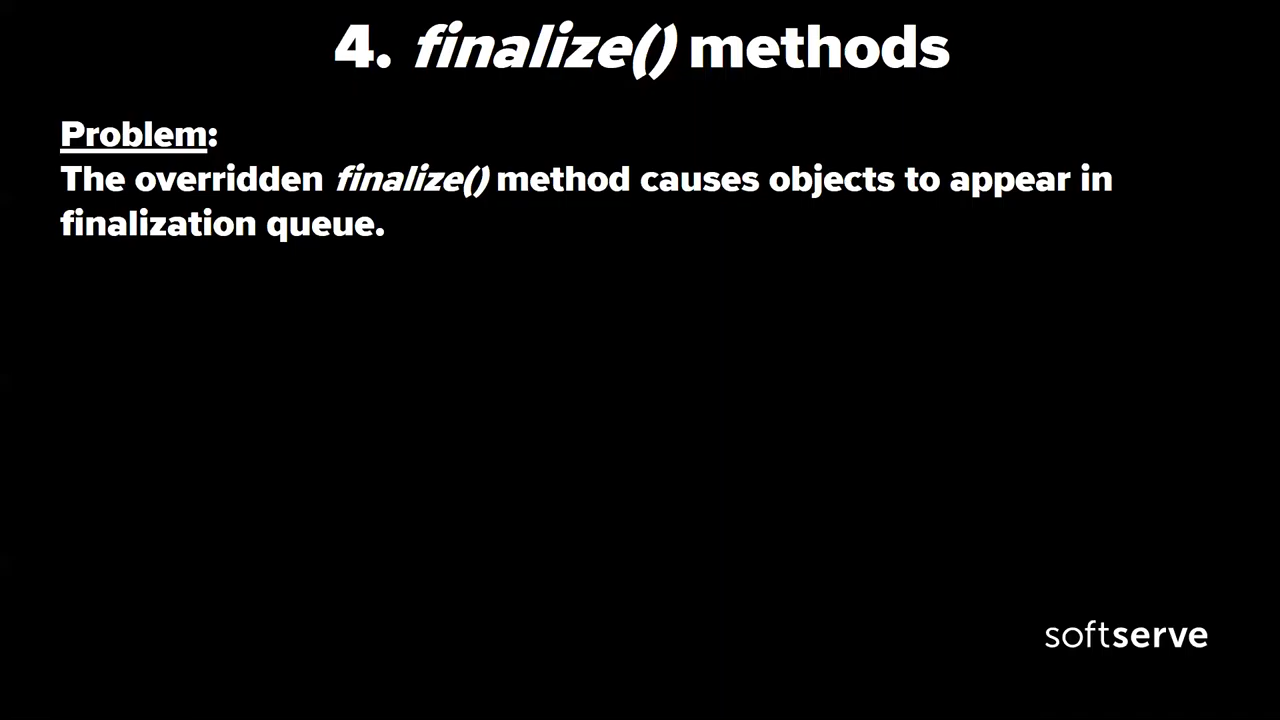 4. finalize() methods
Problem:
The overridden finalize() method causes objects to appear in
finalization queue.
softserve